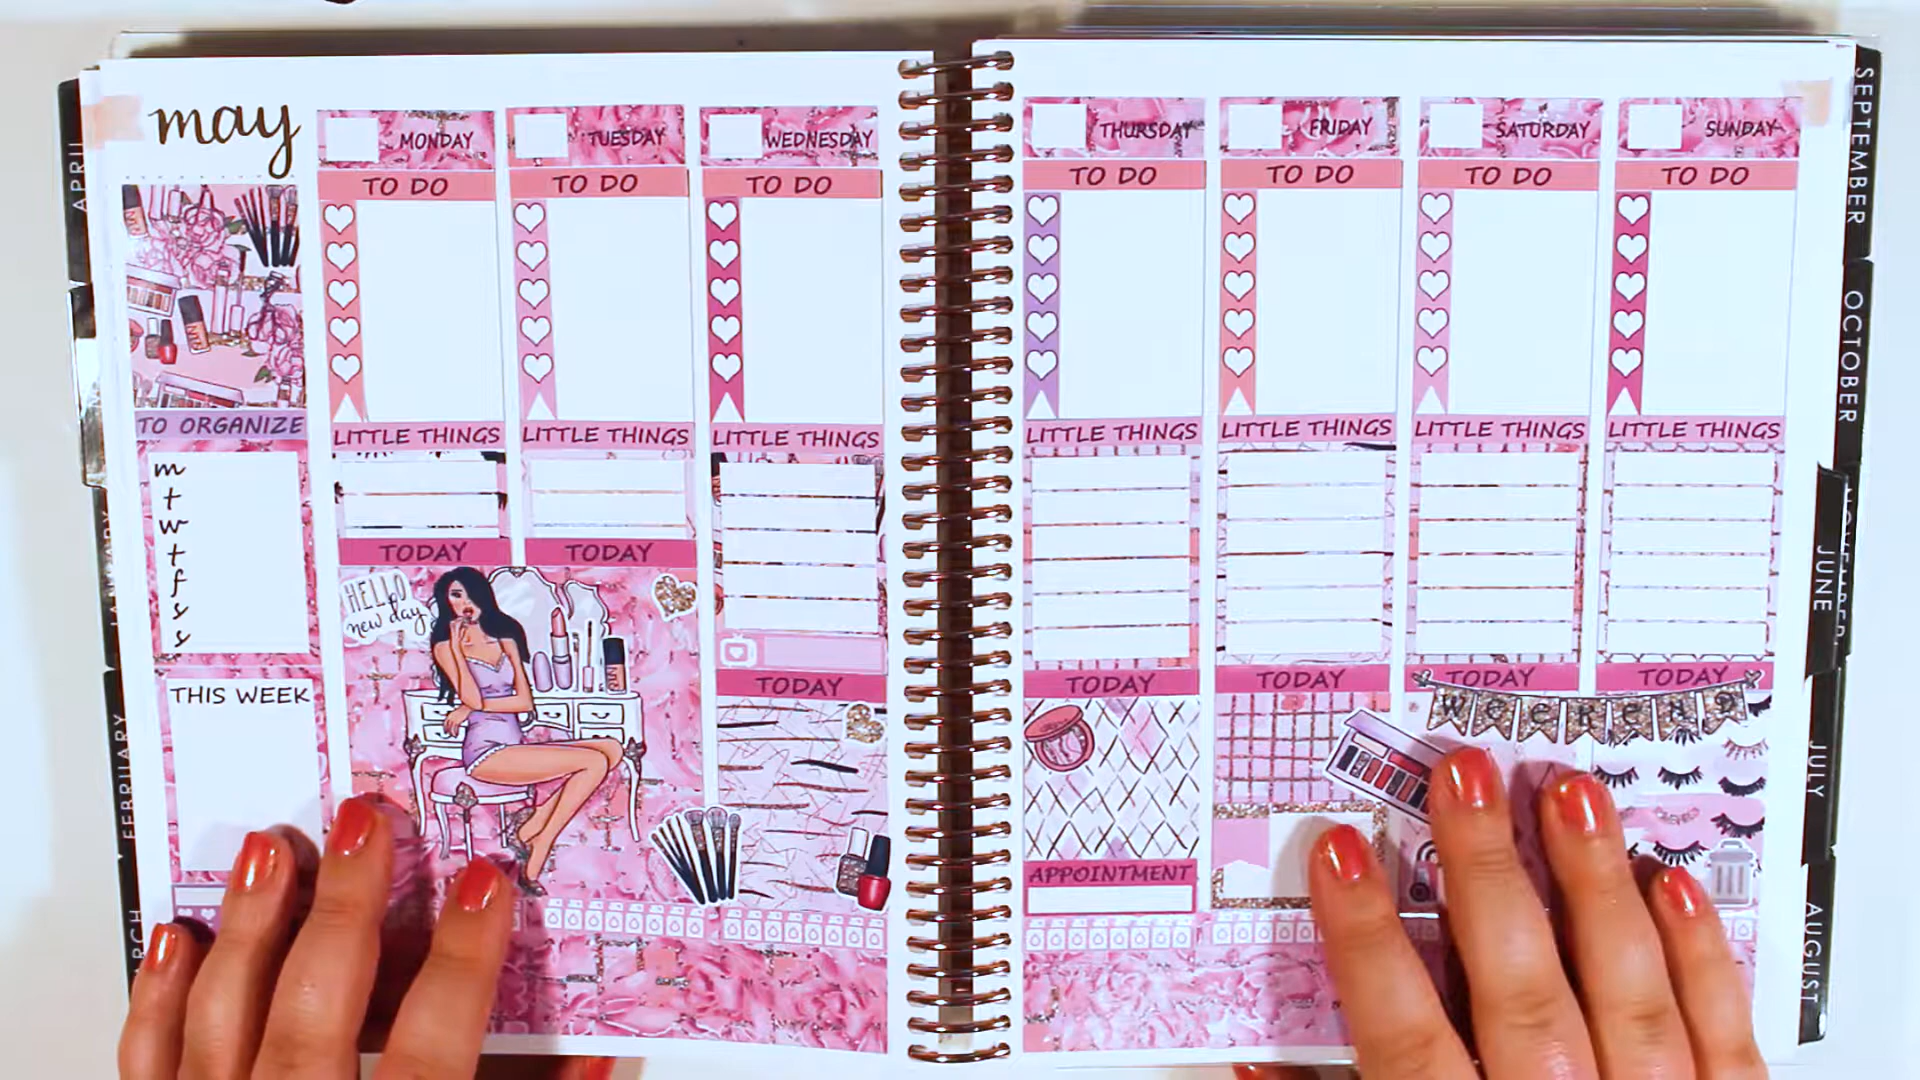 may
MONDAY
TUESDAY
WEDNESDAY
THURSDAY
FRIDAY
SATURDAY
SUNDAY
TO DO
TO DO
TO DO
TO DO
TO DO
TO DO
TO DO
TO ORGANIZE
m
t
w
t
f
s
s
THIS WEEK
LITTLE THINGS
LITTLE THINGS
LITTLE THINGS
LITTLE THINGS
LITTLE THINGS
LITTLE THINGS
LITTLE THINGS
TODAY
TODAY
TODAY
TODAY
TODAY
TODAY
TODAY
HELLO
new day
WEEKEND
APPOINTMENT
APRIL
FEBRUARY
SEPTEMBER
OCTOBER
NOVEMBER
JUNE
JULY
AUGUST